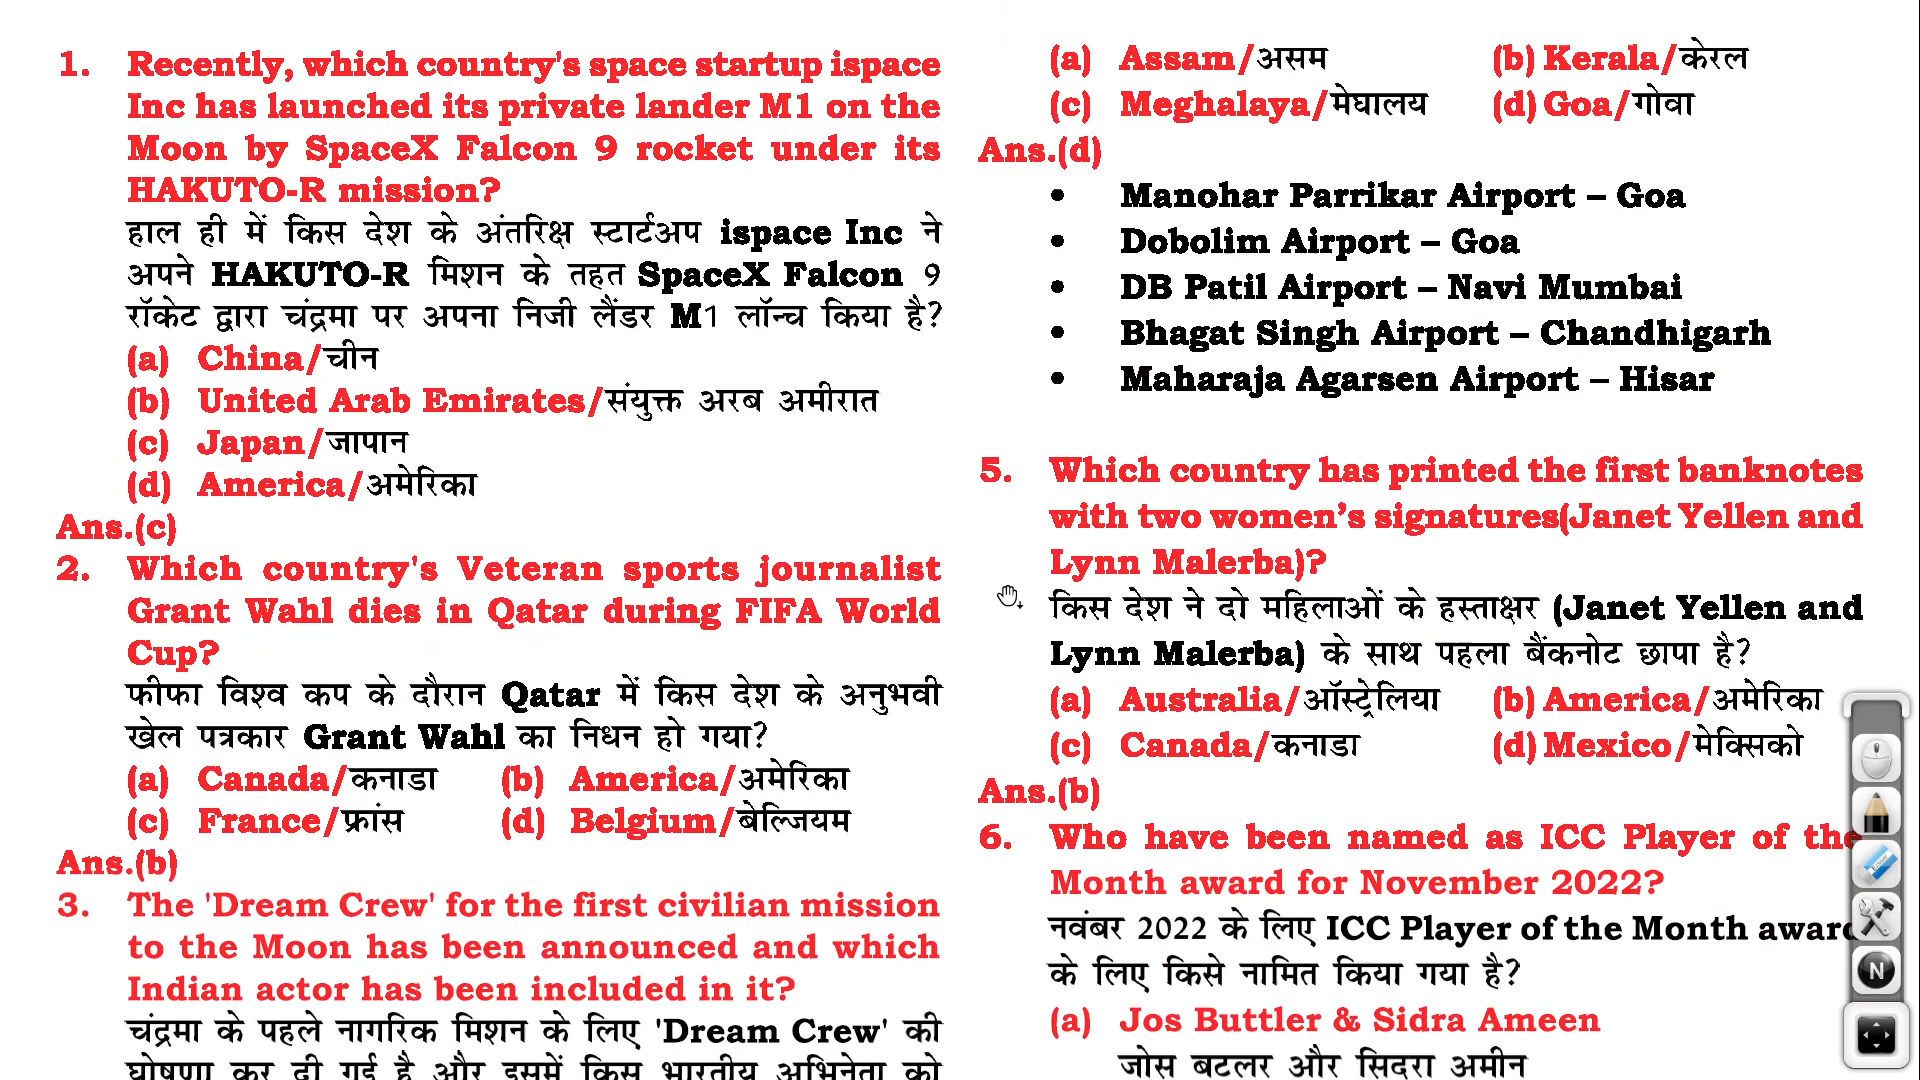 1. Recently, which country's space startup ispace
Inc has launched its private lander M1 on the
Moon by SpaceX Falcon 9 rocket under its
HAKUTO-R mission?
हाल ही में किस देश के अंतरिक्ष स्टार्टअप ispace Inc ने
अपने HAKUTO-R मिशन के तहत SpaceX Falcon 9
रॉकेट द्वारा चंद्रमा पर अपना निजी लैंडर M1 लॉन्च किया है?
(a) China/चीन
(b) United Arab Emirates/संयुक्त अरब अमीरात
(c) Japan/जापान
(d) America/अमेरिका
Ans.(c)
2. Which country's Veteran sports journalist
Grant Wahl dies in Qatar during FIFA World
Cup?
फीफा विश्व कप के दौरान Qatar में किस देश के अनुभवी
खेल पत्रकार Grant Wahl का निधन हो गया?
(a) Canada/कनाडा (b) America/अमेरिका
(c) France/फ्रांस (d) Belgium/बेल्जियम
Ans.(b)
3. The 'Dream Crew' for the first civilian mission
to the Moon has been announced and which
Indian actor has been included in it?
चंद्रमा के पहले नागरिक मिशन के लिए 'Dream Crew' की
घोषणा कर दी गई है और इसमें किस भारतीय अभिनेता को
(a) Assam/असम (b) Kerala/केरल
(c) Meghalaya/मेघालय (d) Goa/गोवा
Ans.(d)
• Manohar Parrikar Airport – Goa
• Dobolim Airport – Goa
• DB Patil Airport – Navi Mumbai
• Bhagat Singh Airport – Chandhigarh
• Maharaja Agarsen Airport – Hisar
5. Which country has printed the first banknotes
with two women’s signatures(Janet Yellen and
Lynn Malerba)?
किस देश ने दो महिलाओं के हस्ताक्षर (Janet Yellen and
Lynn Malerba) के साथ पहला बैंकनोट छापा है?
(a) Australia/ऑस्ट्रेलिया (b) America/अमेरिका
(c) Canada/कनाडा (d) Mexico/मेक्सिको
Ans.(b)
6. Who have been named as ICC Player of the
Month award for November 2022?
नवंबर 2022 के लिए ICC Player of the Month award
के लिए किसे नामित किया गया है?
(a) Jos Buttler & Sidra Ameen
जोस बटलर और सिदरा अमीन
N